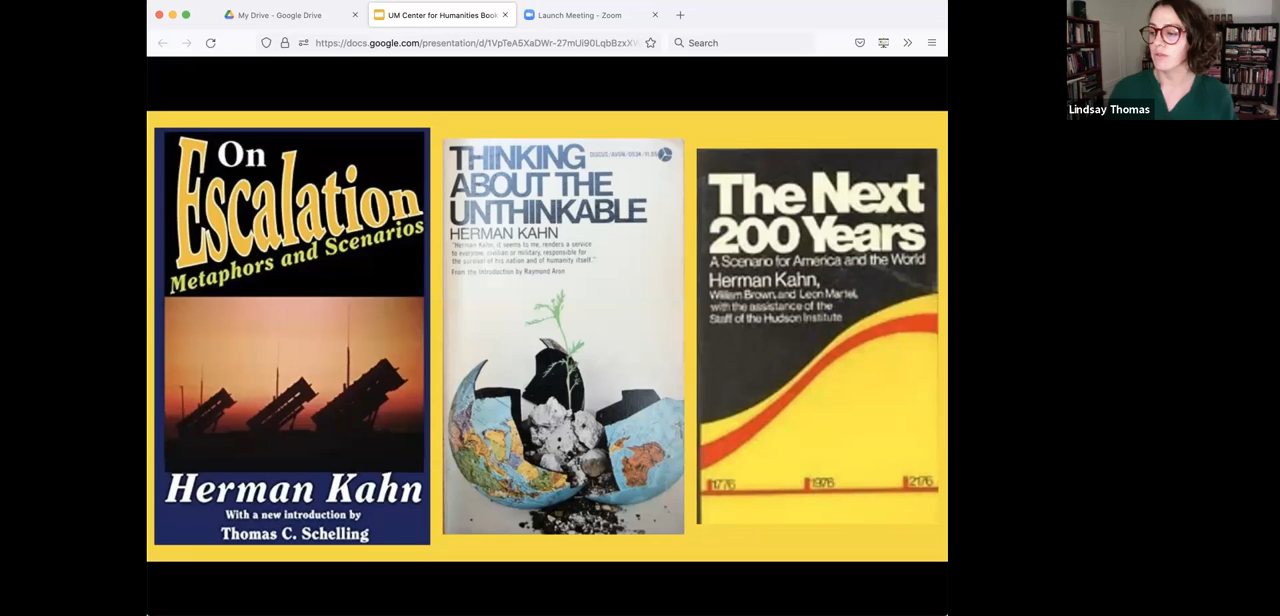 My Drive - Google Drive
UM Center for Humanities Book
Launch Meeting - Zoom
https://docs.google.com/presentation/d/1VpTeA5XaDWr-27mUi90LqbBzxX
Search
Lindsay Thomas
On
Escalation
Metaphors and Scenarios
Herman Kahn
With a new introduction by
Thomas C. Schelling
THINKING
ABOUT THE
UNTHINKABLE
HERMAN KAHN
"Herman Kahn, it seems to me, renders a service
to everyone, civilian or military, responsible for
the survival of his nation and of humanity itself."
From the Introduction by Raymond Aron
The Next
200 Years
A Scenario for America and the World
Herman Kahn,
William Brown, and Leon Martel,
with the assistance of the
Staff of the Hudson Institute
1776 1976 2176